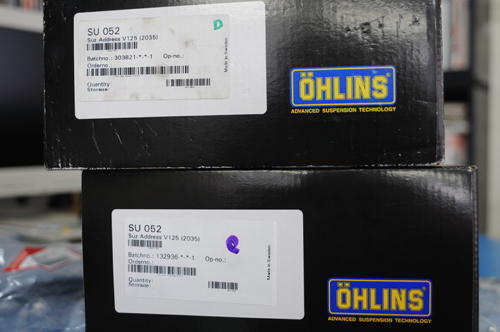 SU 052
Suz Address V125 (2035)
Batchno.: 303821-*-*-1 Op-no.:
Orderno.:
Quantity:
Storage:
Made in Sweden
D
ÖHLINS
ADVANCED SUSPENSION TECHNOLOGY
SU 052
Suz Address V125 (2035)
Batchno.: 132936-*-*-1 Op-no.:
Orderno.:
Quantity:
Storage:
Made in Sweden
ÖHLINS
ADVANCED SUSPENSION TECHNOLOGY